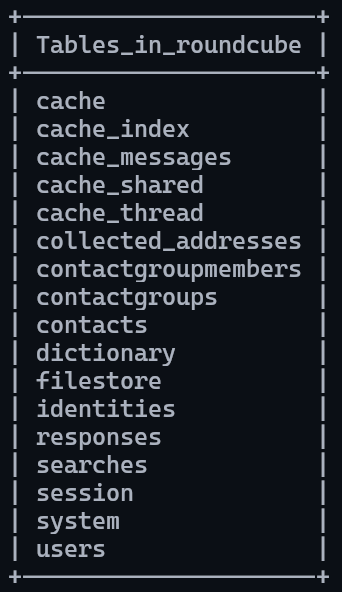 +----------------------+
| Tables_in_roundcube |
+----------------------+
| cache |
| cache_index |
| cache_messages |
| cache_shared |
| cache_thread |
| collected_addresses |
| contactgroupmembers |
| contactgroups |
| contacts |
| dictionary |
| filestore |
| identities |
| responses |
| searches |
| session |
| system |
| users |
+----------------------+